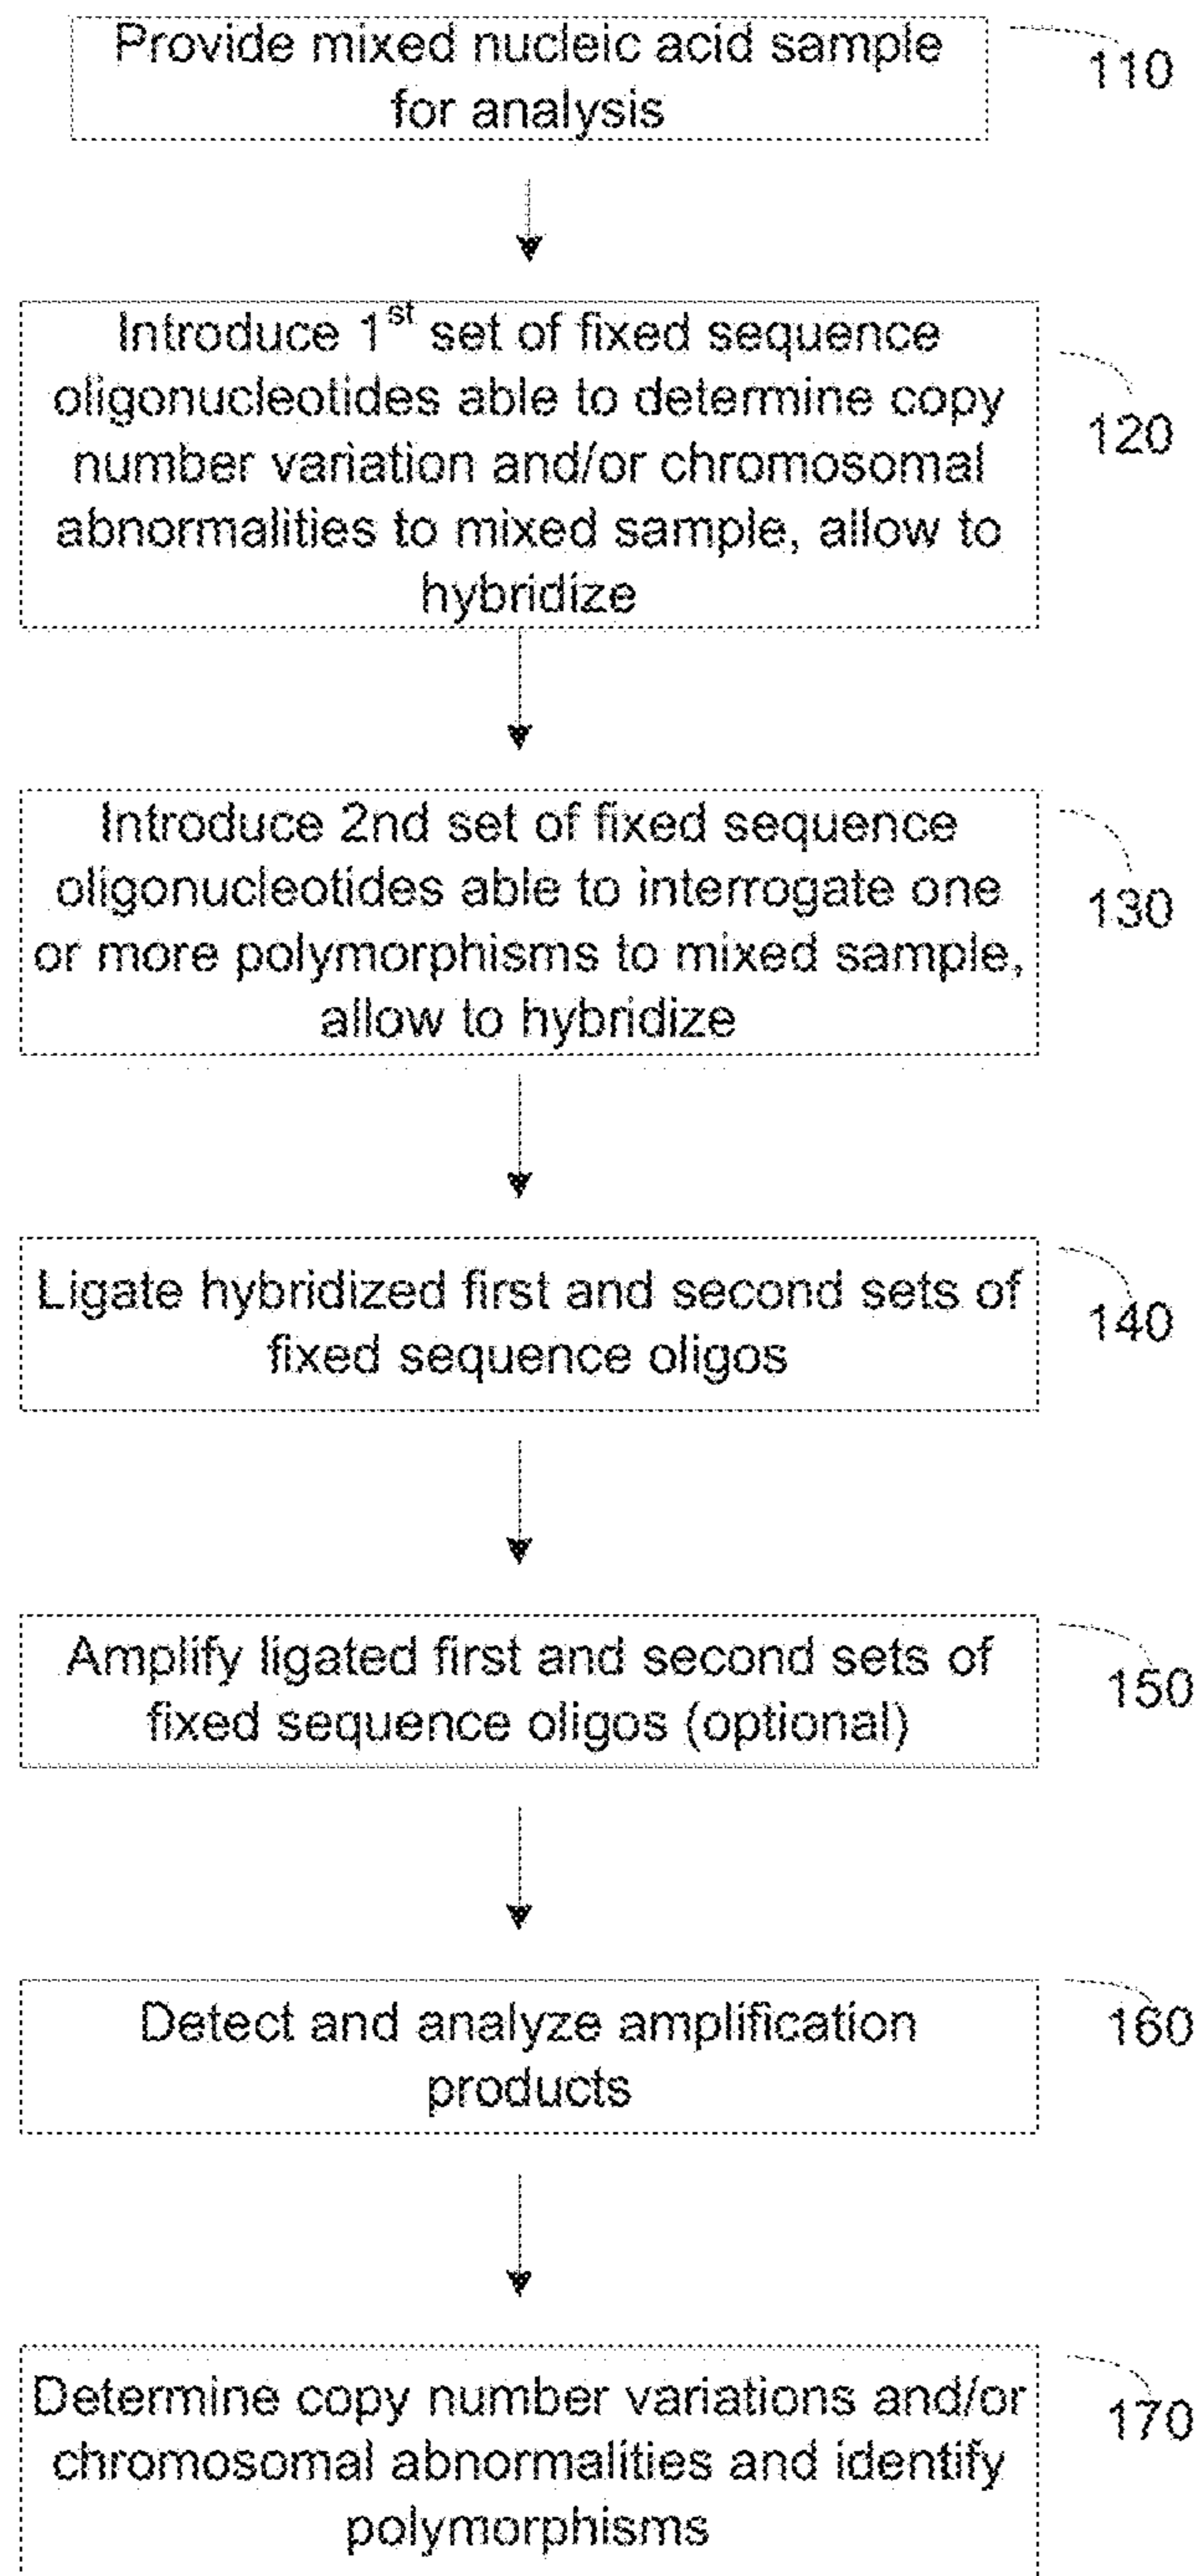 Provide mixed nucleic acid sample
for analysis
110
Introduce 1st set of fixed sequence
oligonucleotides able to determine copy
number variation and/or chromosomal
abnormalities to mixed sample, allow to
hybridize
120
Introduce 2nd set of fixed sequence
oligonucleotides able to interrogate one
or more polymorphisms to mixed sample,
allow to hybridize
130
Ligate hybridized first and second sets of
fixed sequence oligos
140
Amplify ligated first and second sets of
fixed sequence oligos (optional)
150
Detect and analyze amplification
products
160
Determine copy number variations and/or
chromosomal abnormalities and identify
polymorphisms
170